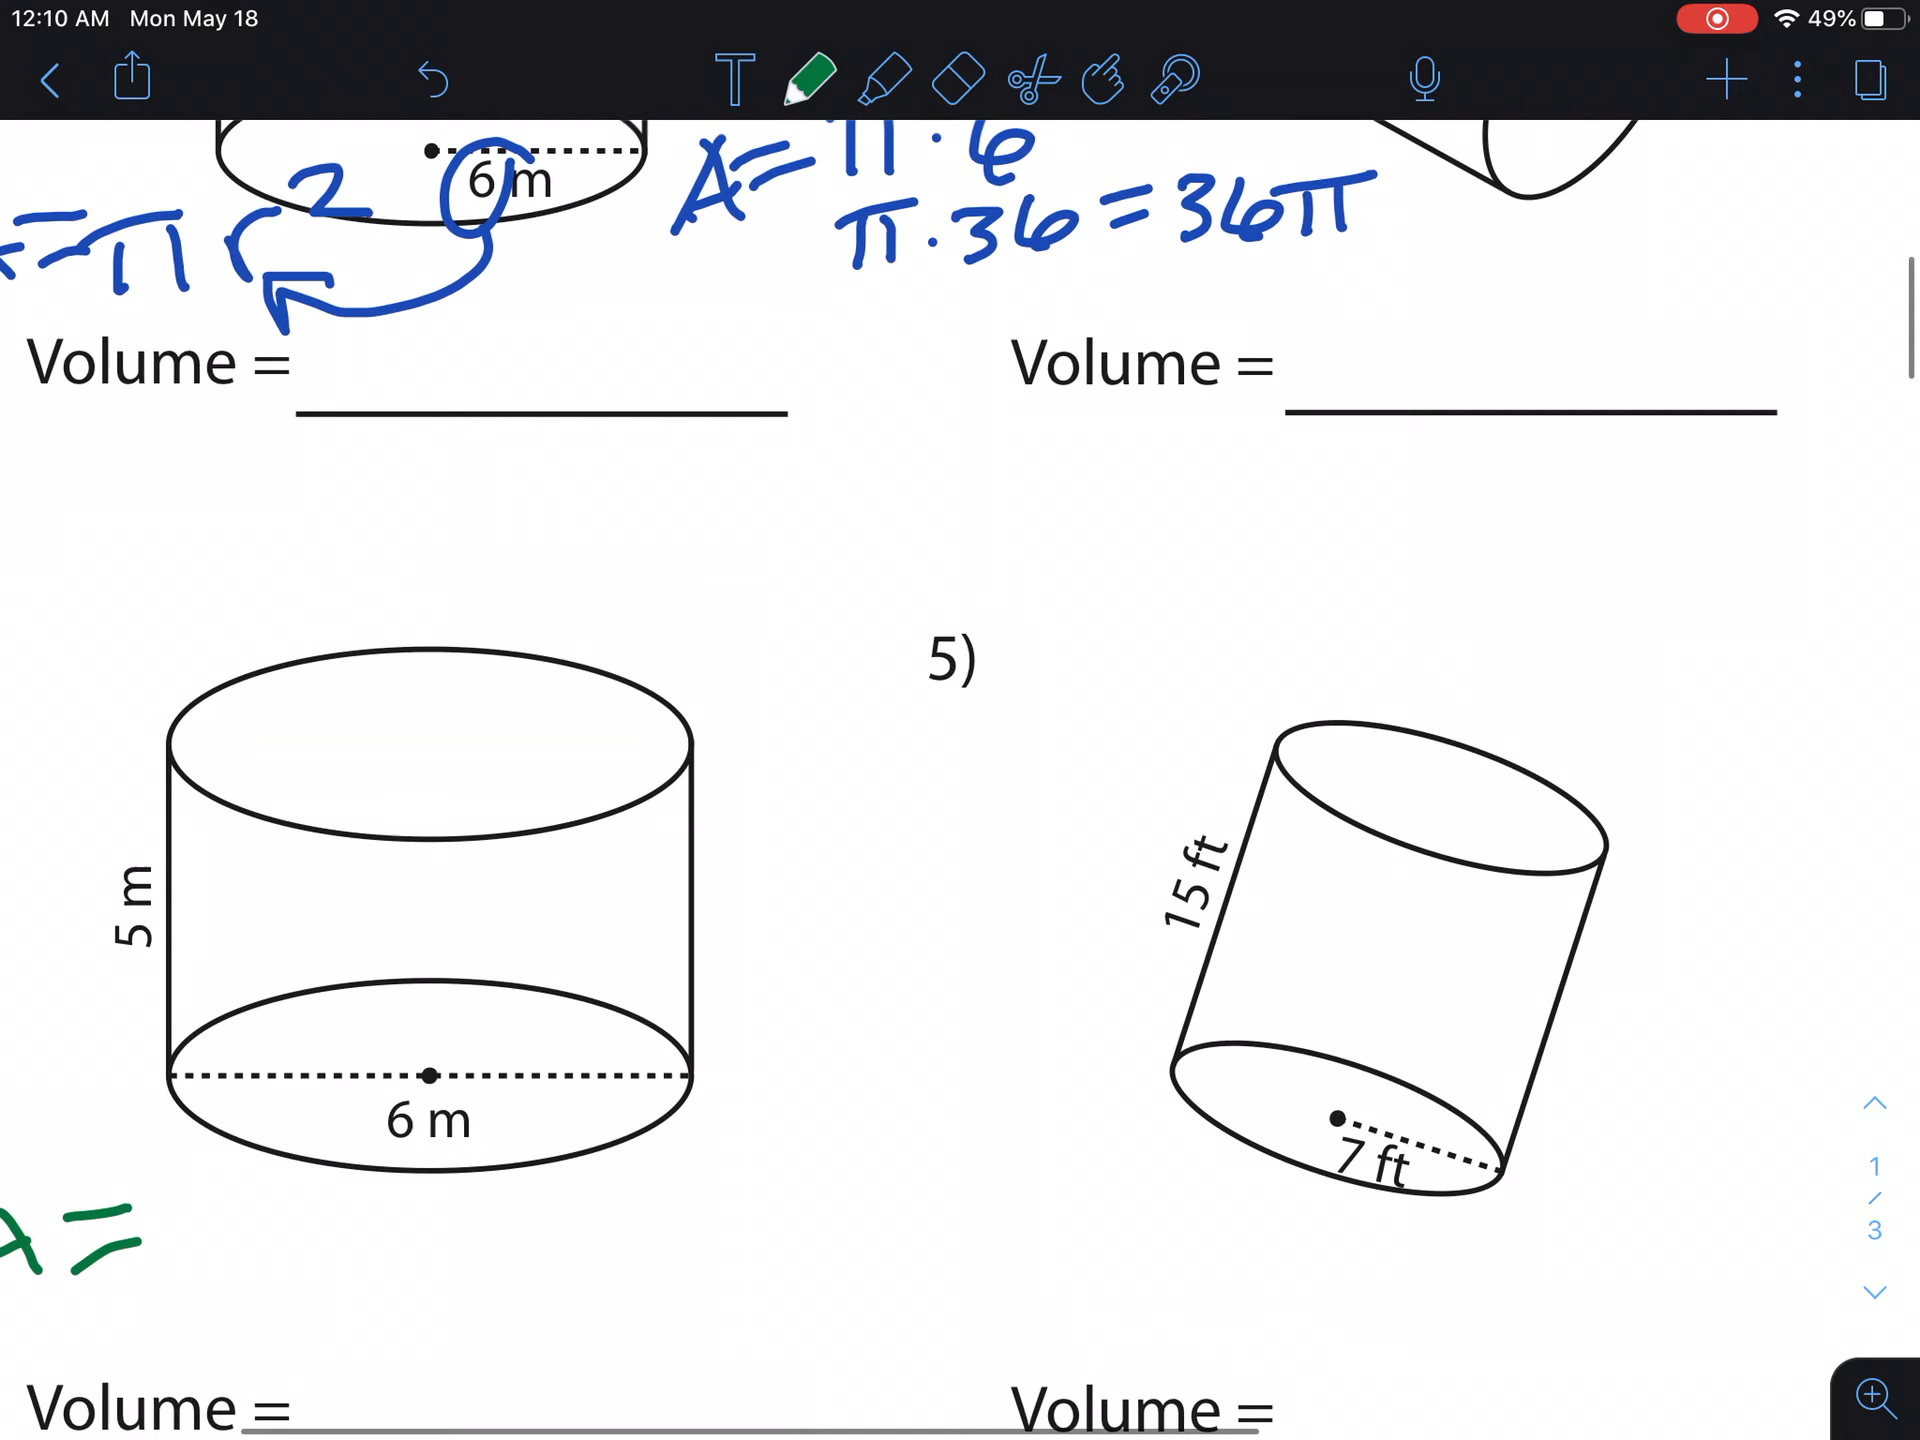 12:10 AM Mon May 18
49%
6 m
A = π · 6
= π r 2
π · 36 = 36π
Volume =
Volume =
5)
5 m
15 ft
6 m
7 ft
1
/
3
A =
Volume =
Volume =